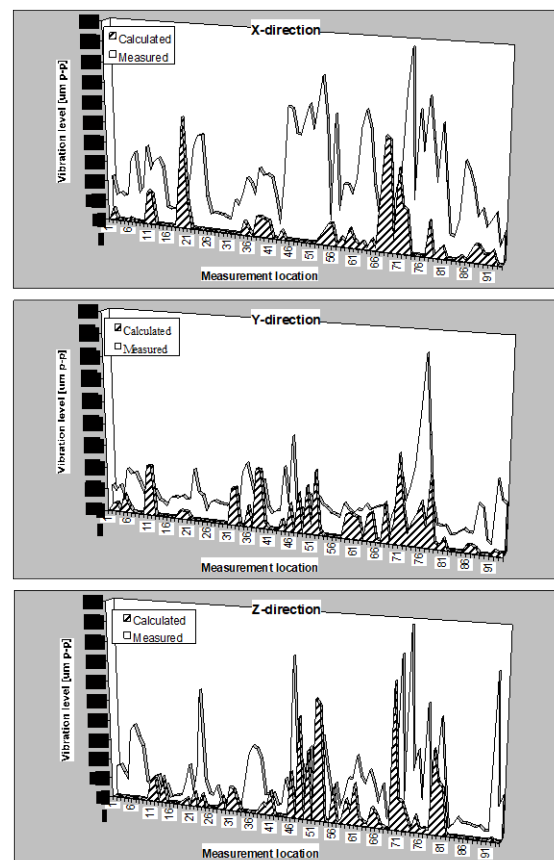 X-direction
Calculated
Measured
Vibration level [um p-p]
1 6 11 16 21 26 31 36 41 46 51 56 61 66 71 76 81 86 91
Measurement location
Y-direction
Calculated
Measured
Vibration level [um p-p]
1 6 11 16 21 26 31 36 41 46 51 56 61 66 71 76 81 86 91
Measurement location
Z-direction
Calculated
Measured
Vibration level [um p-p]
1 6 11 16 21 26 31 36 41 46 51 56 61 66 71 76 81 86 91
Measurement location